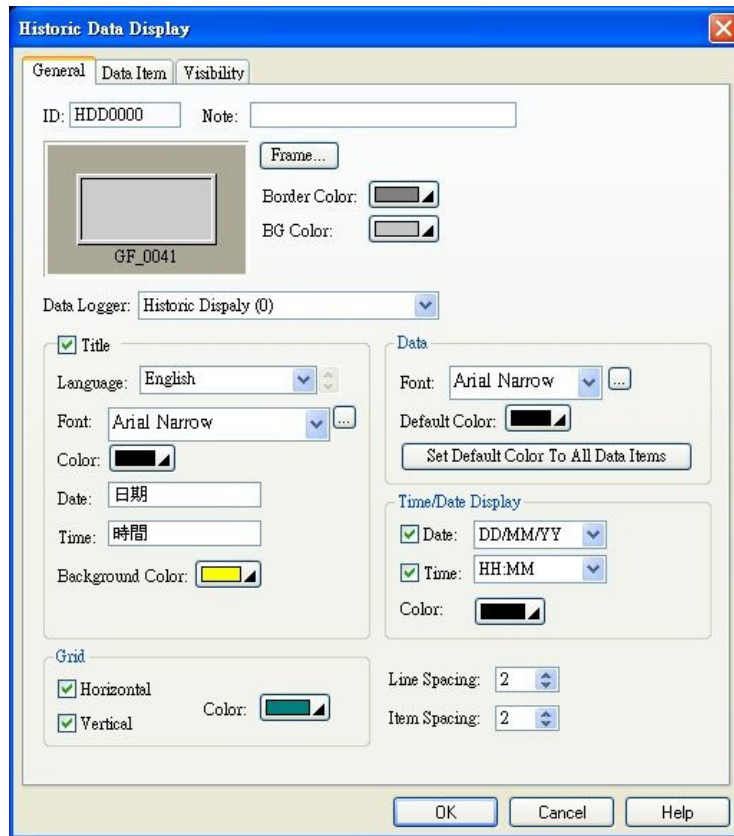 Historic Data Display
General Data Item Visibility
ID: HDD0000 Note:
Frame...
Border Color:
BG Color:
GF_0041
Data Logger: Historic Dispaly (0)
Title
Language: English
Font: Arial Narrow ...
Color:
Date: 日期
Time: 時間
Background Color:
Data
Font: Arial Narrow ...
Default Color:
Set Default Color To All Data Items
Time/Date Display
Date: DD/MM/YY
Time: HH:MM
Color:
Grid
Horizontal
Vertical
Color:
Line Spacing: 2
Item Spacing: 2
OK Cancel Help